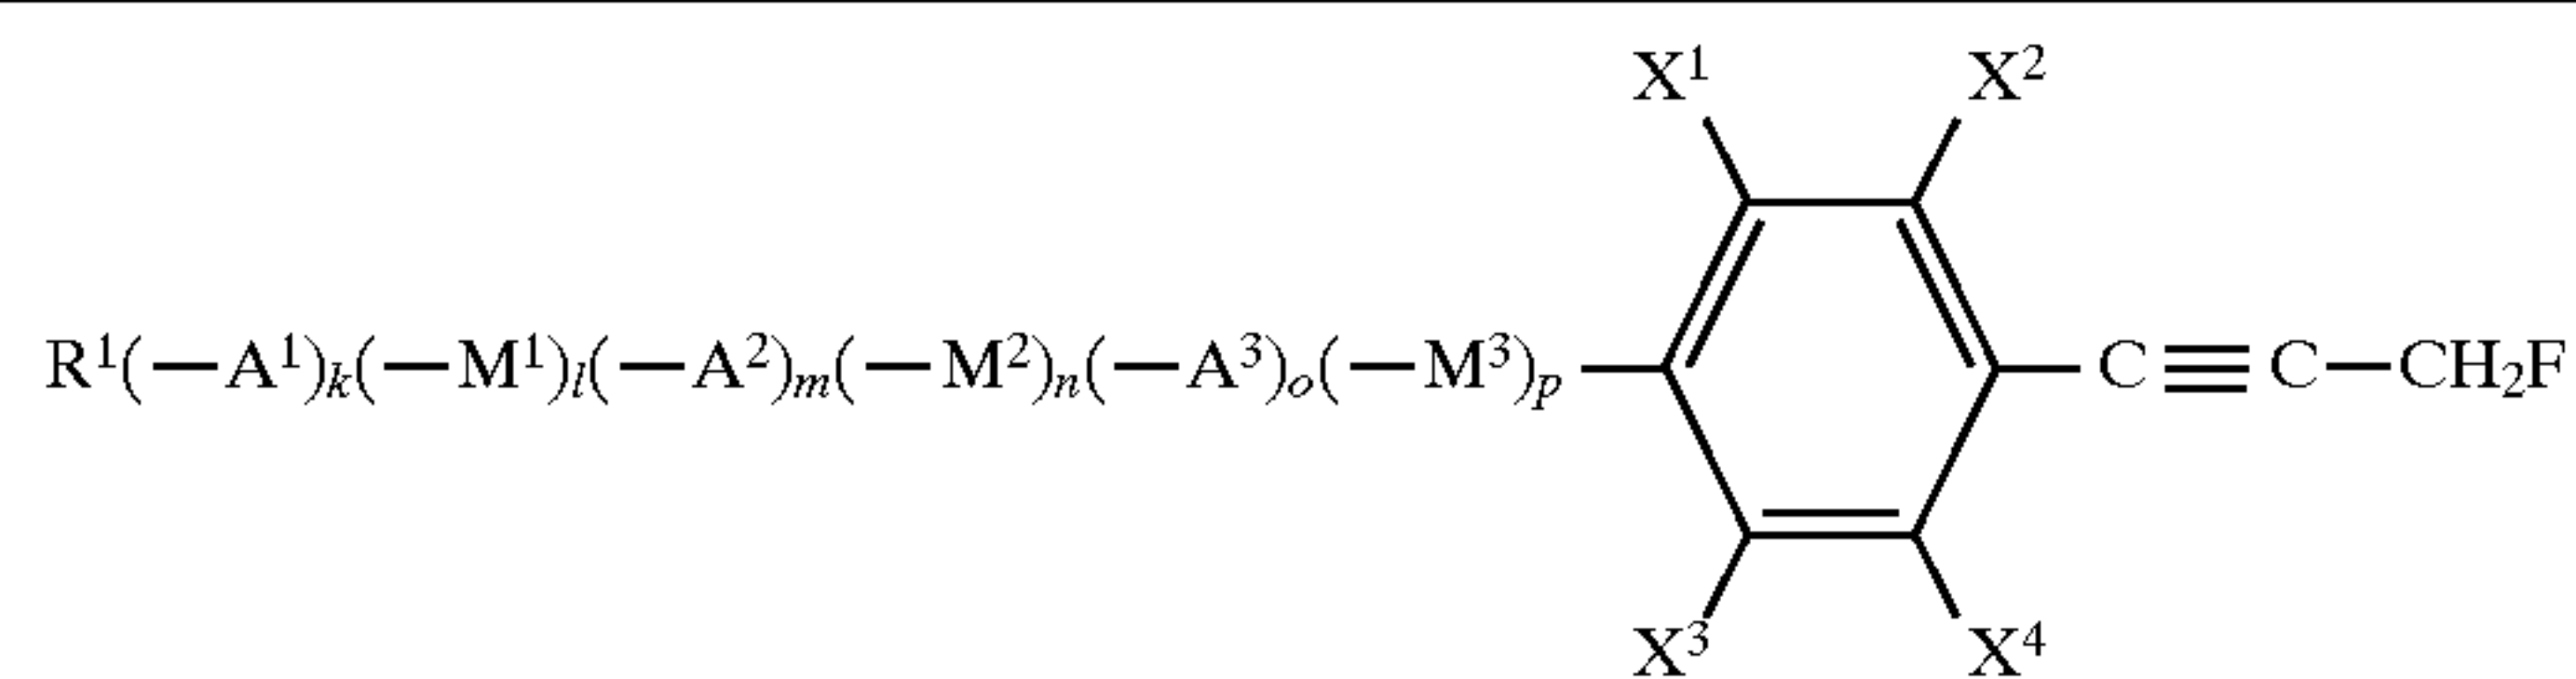 X¹ X²
R¹(—A¹)ₖ(—M¹)ₗ(—A²)ₘ(—M²)ₙ(—A³)ₒ(—M³)ₚ— —C≡C—CH₂F
X³ X⁴